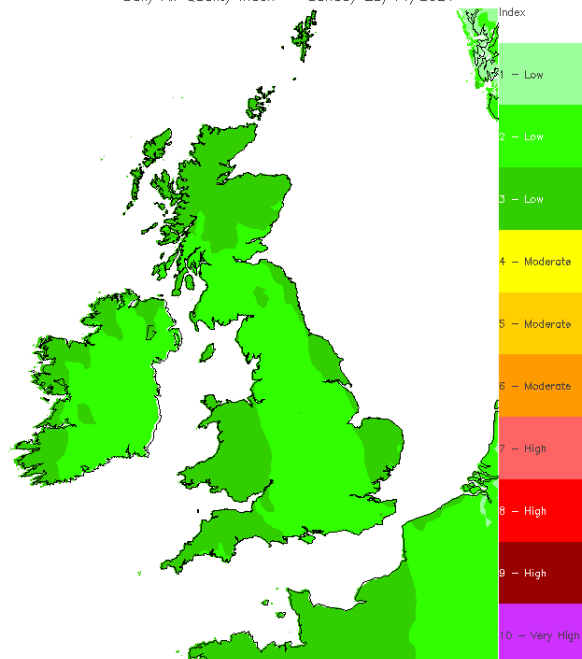 Index
1 - Low
2 - Low
3 - Low
4 - Moderate
5 - Moderate
6 - Moderate
7 - High
8 - High
9 - High
10 - Very High